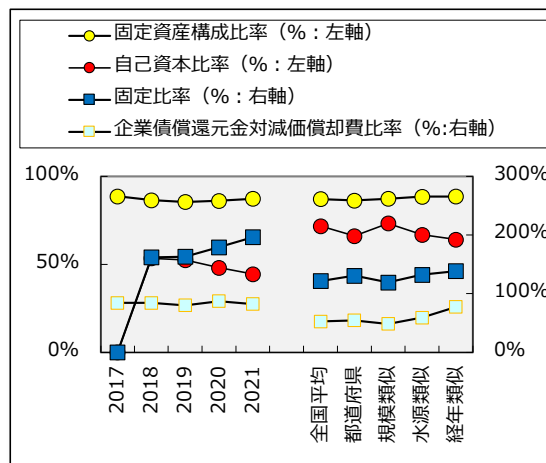 固定資産構成比率（%：左軸）
自己資本比率（%：左軸）
固定比率（%：右軸）
企業債償還元金対減価償却費比率（%:右軸）
100%
50%
0%
300%
200%
100%
0%
2017
2018
2019
2020
2021
全国平均
都道府県
規模類似
水源類似
経年類似